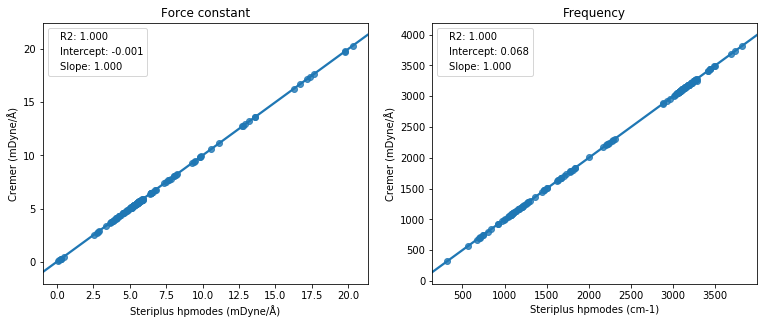 Force constant
R2: 1.000
Intercept: -0.001
Slope: 1.000
20
15
10
5
0
Cremer (mDyne/Å)
0.0 2.5 5.0 7.5 10.0 12.5 15.0 17.5 20.0
Steriplus hpmodes (mDyne/Å)
Frequency
R2: 1.000
Intercept: 0.068
Slope: 1.000
4000
3500
3000
2500
2000
1500
1000
500
0
Cremer (mDyne/Å)
500 1000 1500 2000 2500 3000 3500
Steriplus hpmodes (cm-1)